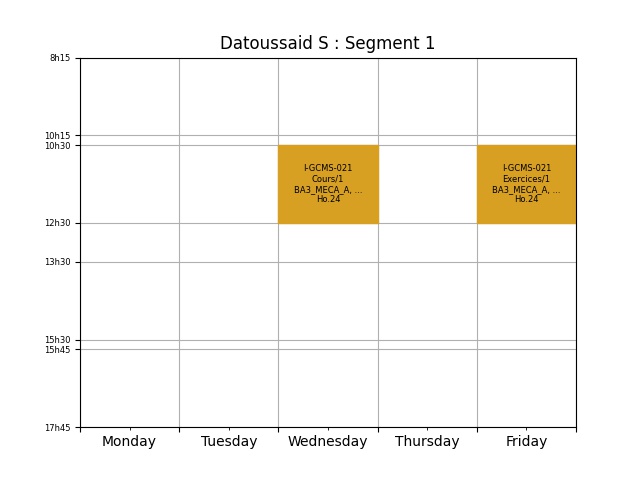 Datoussaid S : Segment 1
8h15
10h15
10h30
I-GCMS-021
Cours/1
BA3_MECA_A, ...
Ho.24
I-GCMS-021
Exercices/1
BA3_MECA_A, ...
Ho.24
12h30
13h30
15h30
15h45
17h45
Monday Tuesday Wednesday Thursday Friday